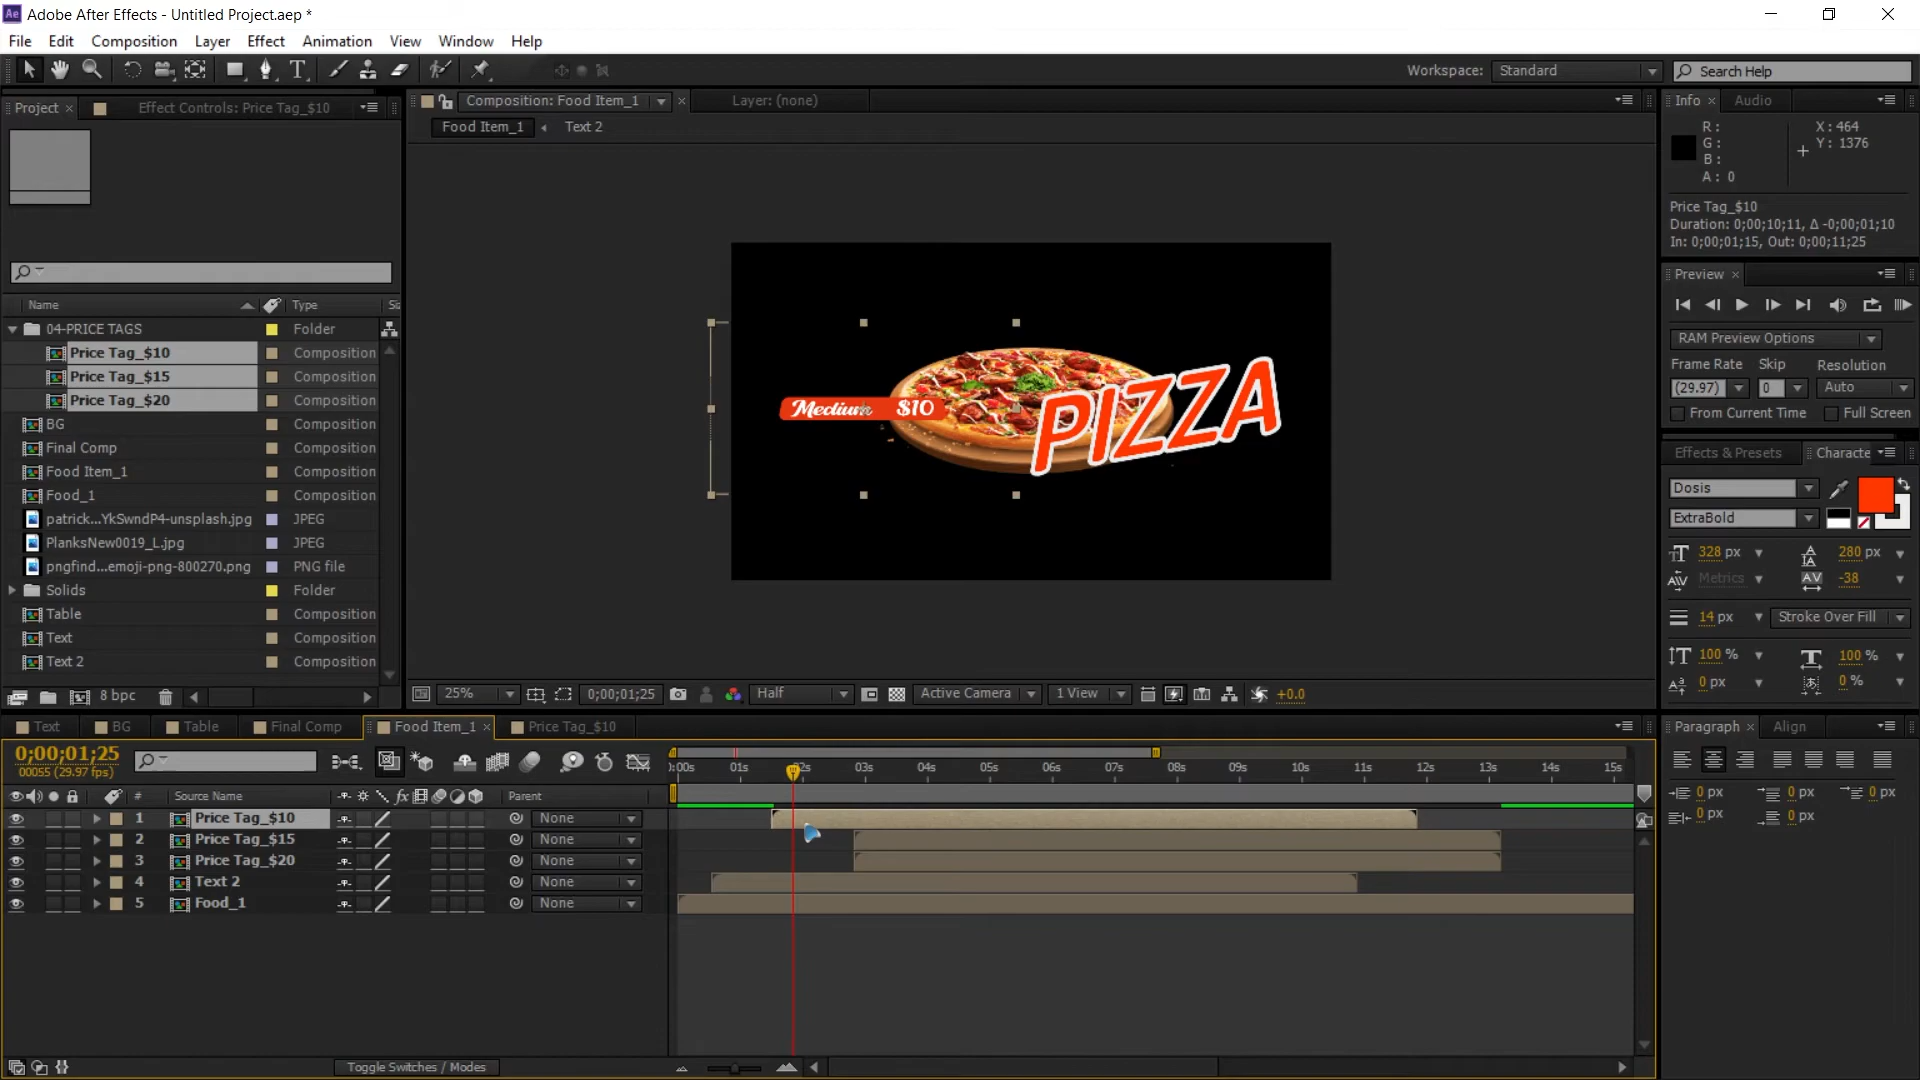 Ae Adobe After Effects - Untitled Project.aep *
File Edit Composition Layer Effect Animation View Window Help
Workspace: Standard Search Help
Project × Effect Controls: Price Tag_$10
Composition: Food Item_1 × Layer: (none)
Info × Audio
Food Item_1 Text 2
R :
G :
B :
A : 0
X : 464
Y : 1376
Price Tag_$10
Duration: 0;00;10;11, Δ -0;00;01;10
In: 0;00;01;15, Out: 0;00;11;25
Medium $10
PIZZA
Name Type
04-PRICE TAGS Folder
Price Tag_$10 Composition
Price Tag_$15 Composition
Price Tag_$20 Composition
BG Composition
Final Comp Composition
Food Item_1 Composition
Food_1 Composition
patrick...YkSwndP4-unsplash.jpg JPEG
PlanksNew0019_L.jpg JPEG
pngfind...emoji-png-800270.png PNG file
Solids Folder
Table Composition
Text Composition
Text 2 Composition
8 bpc
25% 0;00;01;25 Half Active Camera 1 View +0.0
Preview ×
RAM Preview Options
Frame Rate Skip Resolution
(29.97) 0 Auto
From Current Time Full Screen
Effects & Presets Characte
Dosis
ExtraBold
328 px 280 px
Metrics AV -38
14 px Stroke Over Fill
100 % 100 %
0 px 0 %
Text BG Table Final Comp Food Item_1 × Price Tag_$10
0;00;01;25
00055 (29.97 fps)
:00s 01s 02s 03s 04s 05s 06s 07s 08s 09s 10s 11s 12s 13s 14s 15s
# Source Name fx Parent
1 Price Tag_$10 None
2 Price Tag_$15 None
3 Price Tag_$20 None
4 Text 2 None
5 Food_1 None
Toggle Switches / Modes
Paragraph × Align
0 px 0 px 0 px
0 px 0 px